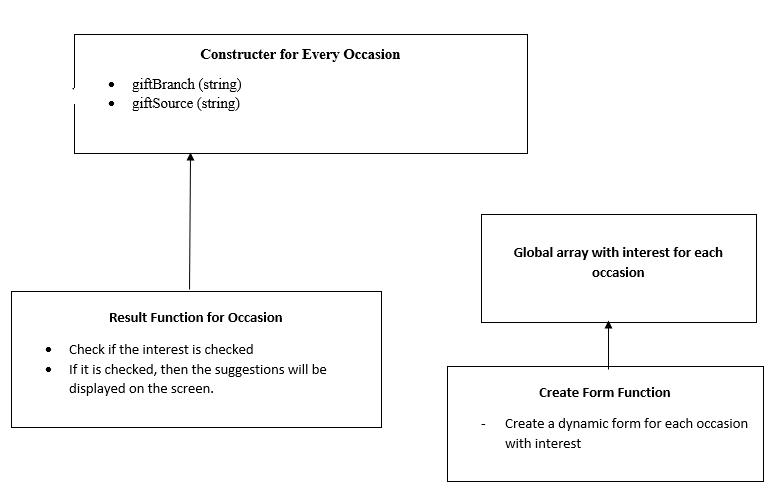 Constructer for Every Occasion
• giftBranch (string)
• giftSource (string)
Global array with interest for each
occasion
Result Function for Occasion
• Check if the interest is checked
• If it is checked, then the suggestions will be
displayed on the screen.
Create Form Function
- Create a dynamic form for each occasion
with interest